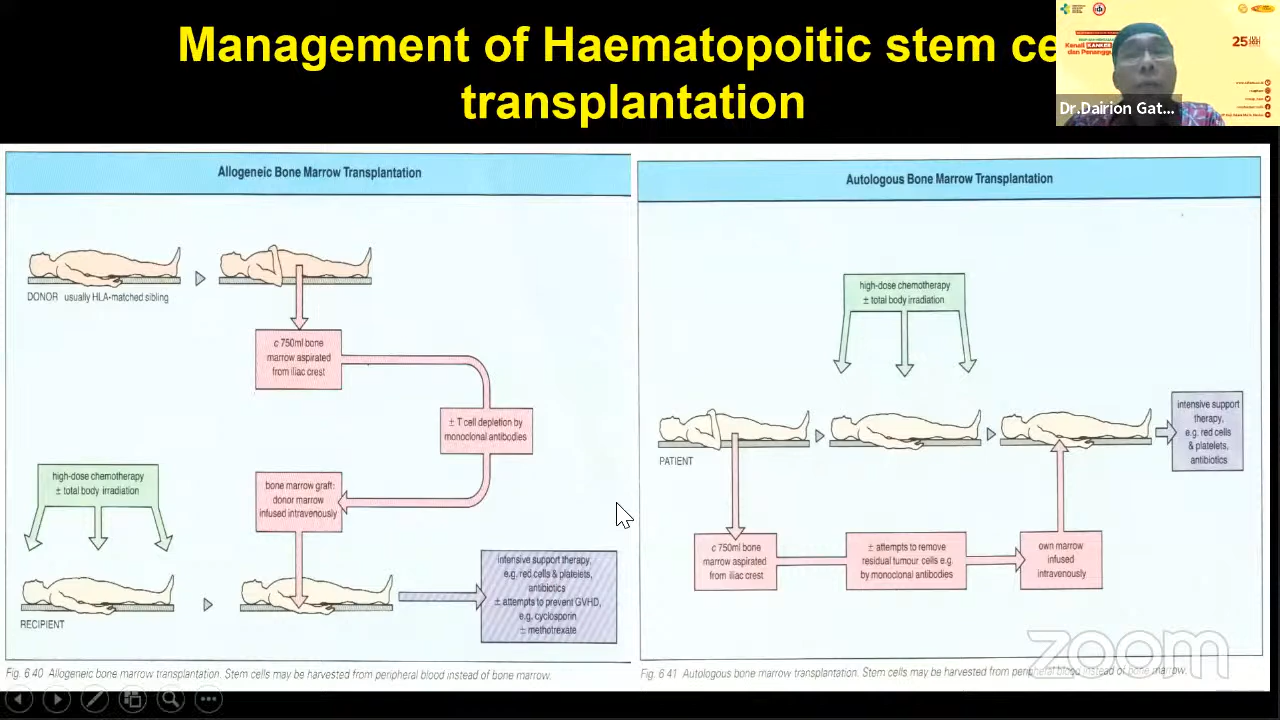 Management of Haematopoitic stem ce
transplantation
25
Dr.Dairion Gat...
Allogeneic Bone Marrow Transplantation
DONOR usually HLA-matched sibling
c 750ml bone
marrow aspirated
from iliac crest
± T cell depletion by
monoclonal antibodies
high-dose chemotherapy
± total body irradiation
bone marrow graft:
donor marrow
infused intravenously
RECIPIENT
intensive support therapy,
e.g. red cells & platelets,
antibiotics
± attempts to prevent GVHD,
e.g. cyclosporin
± methotrexate
Fig. 6.40 Allogeneic bone marrow transplantation. Stem cells may be harvested from peripheral blood instead of bone marrow.
Autologous Bone Marrow Transplantation
high-dose chemotherapy
± total body irradiation
PATIENT
intensive support
therapy,
e.g. red cells
& platelets,
antibiotics
c 750ml bone
marrow aspirated
from iliac crest
± attempts to remove
residual tumour cells e.g.
by monoclonal antibodies
own marrow
infused
intravenously
Fig. 6.41 Autologous bone marrow transplantation. Stem cells may be harvested from peripheral blood instead of bone marrow.
zoom